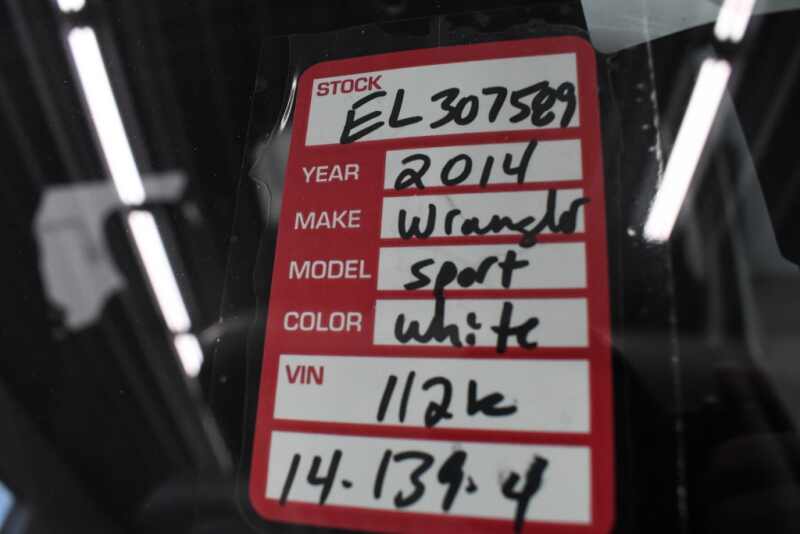 STOCK
EL307589
YEAR 2014
MAKE Wrangler
MODEL sport
COLOR white
VIN
112k
14.139.4